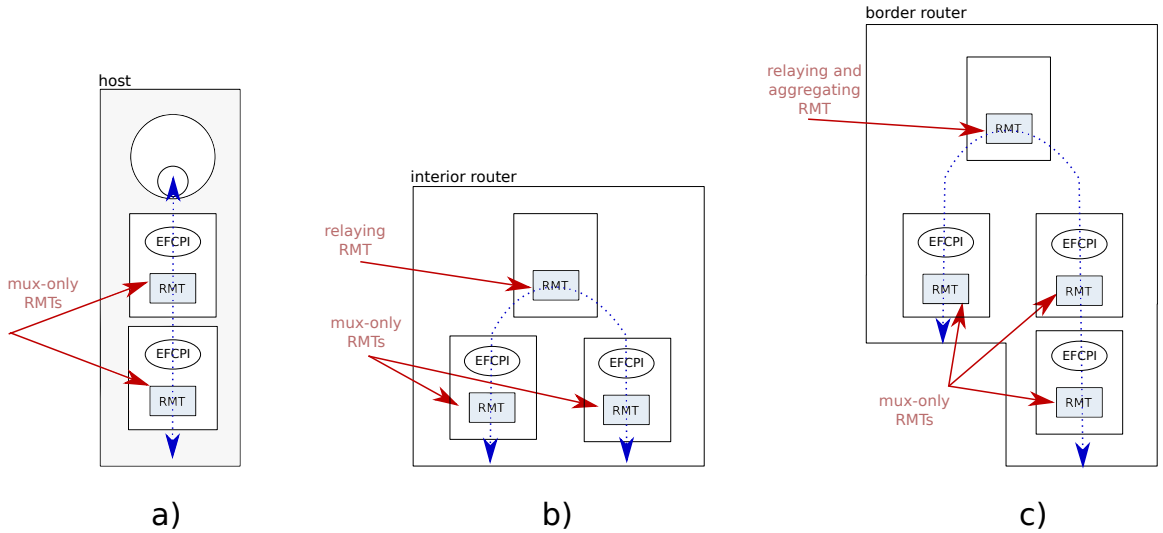 host
EFCPI
RMT
mux-only
RMTs
EFCPI
RMT
a)
interior router
relaying
RMT
RMT
mux-only
RMTs
EFCPI
EFCPI
RMT
RMT
b)
border router
relaying and
aggregating
RMT
RMT
EFCPI
EFCPI
RMT
RMT
EFCPI
mux-only
RMTs
RMT
c)